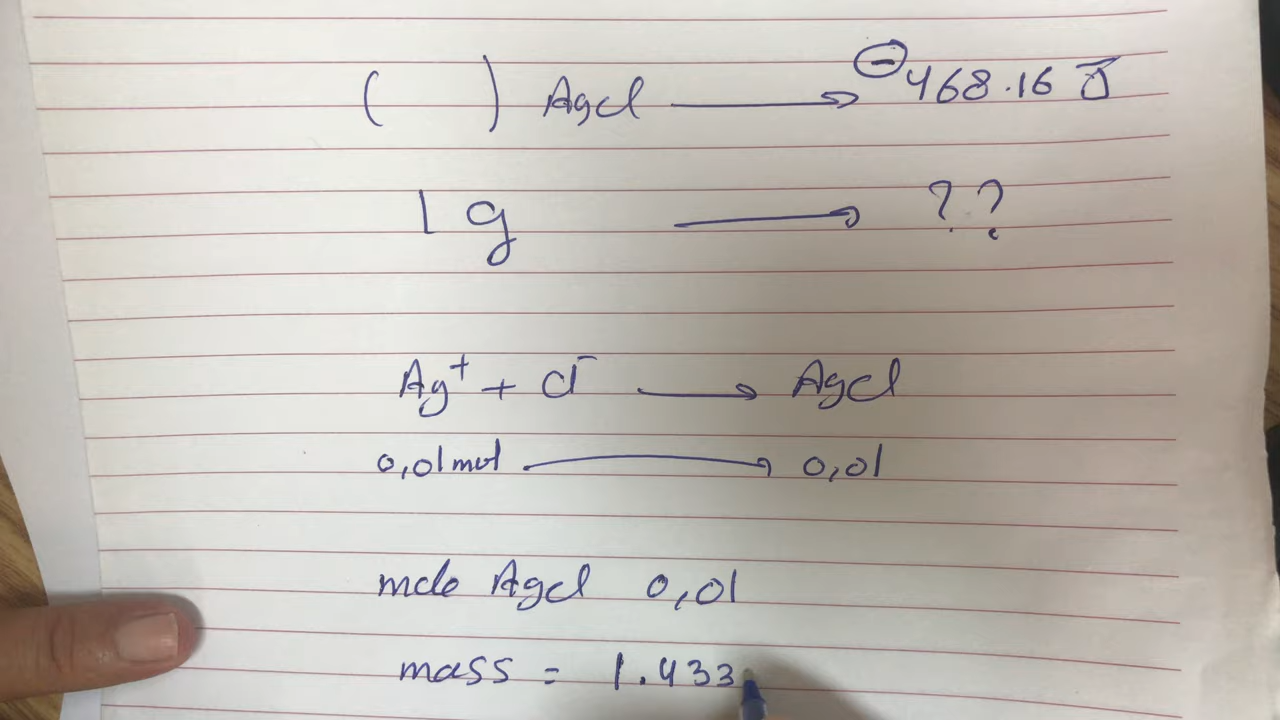 ( ) Agcl → ⊖468.16 J
1 g → ??
Ag⁺ + Cl⁻ → Agcl
0,01 mol → 0,01
mole Agcl 0,01
mass = 1.433